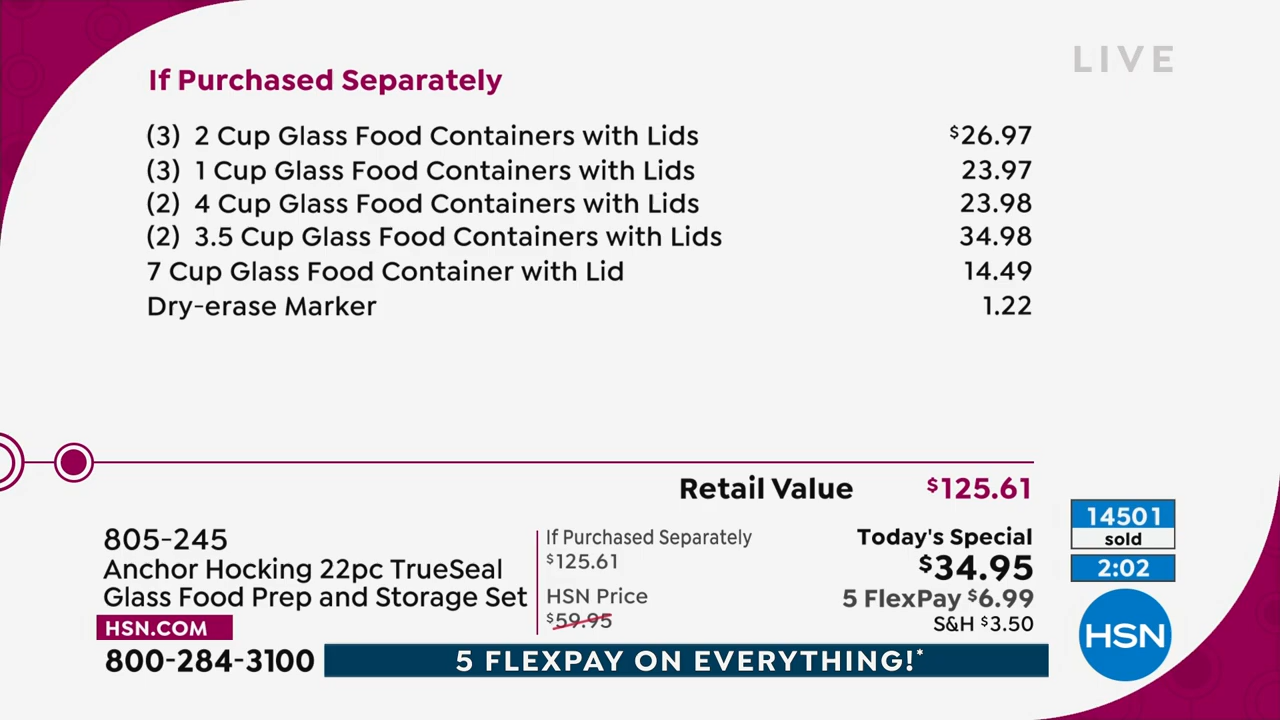 LIVE
If Purchased Separately
(3) 2 Cup Glass Food Containers with Lids $26.97
(3) 1 Cup Glass Food Containers with Lids 23.97
(2) 4 Cup Glass Food Containers with Lids 23.98
(2) 3.5 Cup Glass Food Containers with Lids 34.98
7 Cup Glass Food Container with Lid 14.49
Dry-erase Marker 1.22
Retail Value $125.61
805-245
Anchor Hocking 22pc TrueSeal
Glass Food Prep and Storage Set
HSN.COM
800-284-3100
If Purchased Separately
$125.61
HSN Price
$59.95
Today's Special
$34.95
5 FlexPay $6.99
S&H $3.50
14501
sold
2:02
HSN
5 FLEXPAY ON EVERYTHING!*